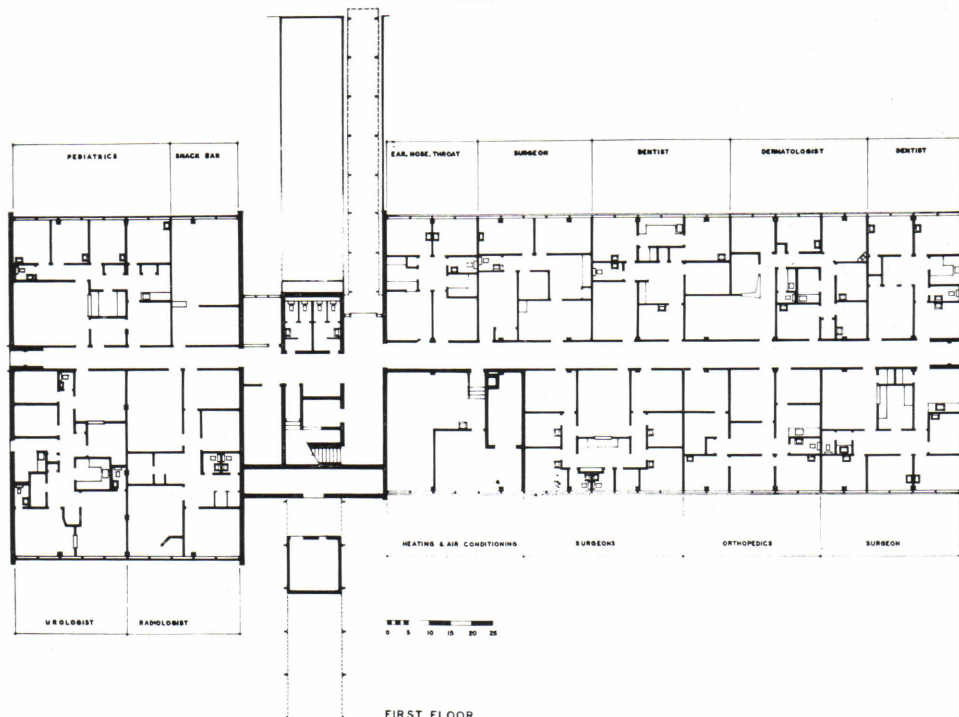 PEDIATRICS
SNACK BAR
EAR, NOSE, THROAT
SURGEON
DENTIST
DERMATOLOGIST
DENTIST
HEATING & AIR CONDITIONING
SURGEONS
ORTHOPEDICS
SURGEON
UROLOGIST
RADIOLOGIST
0 5 10 15 20 25
FIRST FLOOR